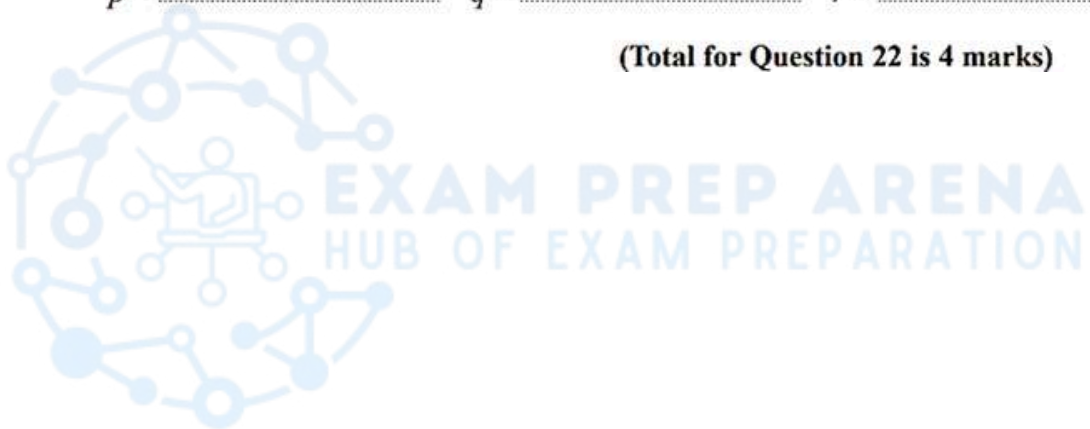 (Total for Question 22 is 4 marks)
EXAM PREP ARENA
HUB OF EXAM PREPARATION